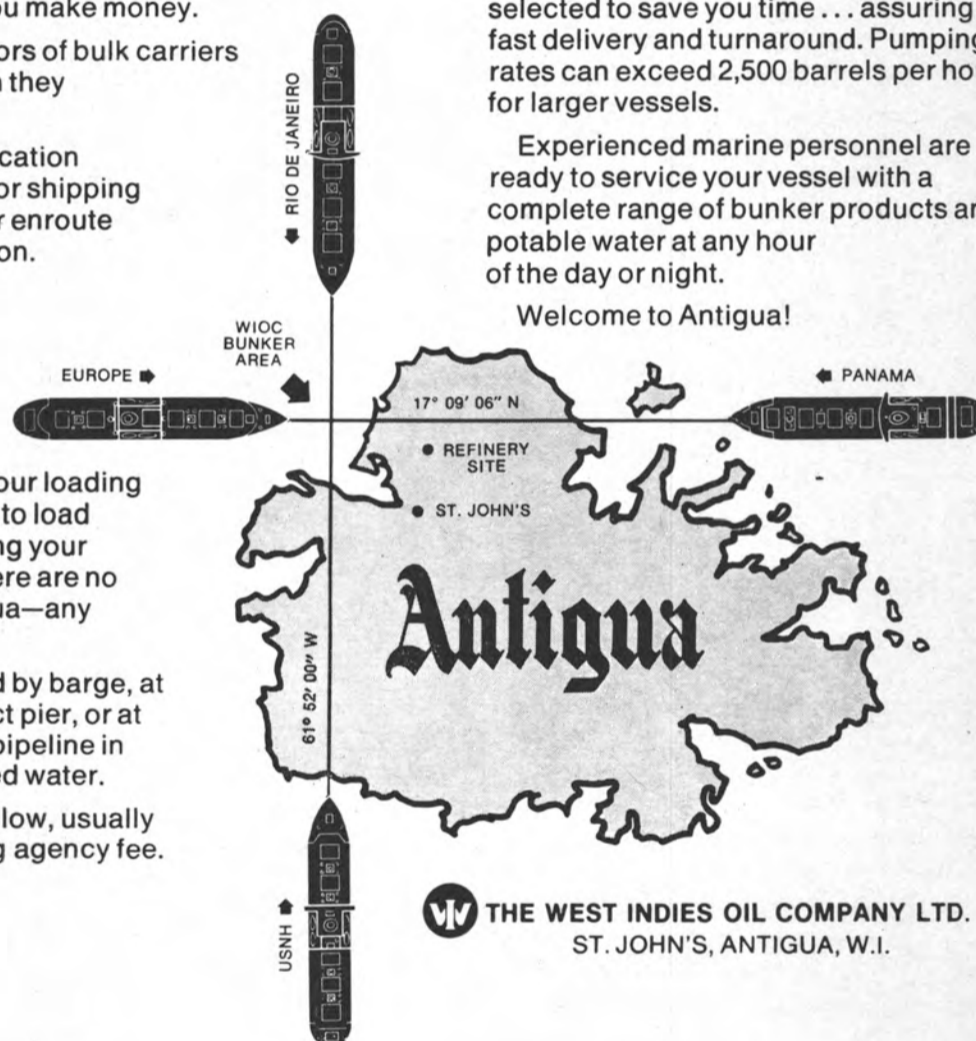 ou make money.
ors of bulk carriers
they
cation
or shipping
r enroute
on.
our loading
to load
ng your
ere are no
ua—any
d by barge, at
ct pier, or at
pipeline in
ed water.
low, usually
g agency fee.
selected to save you time . . . assuring
fast delivery and turnaround. Pumping
rates can exceed 2,500 barrels per ho
for larger vessels.
Experienced marine personnel are
ready to service your vessel with a
complete range of bunker products an
potable water at any hour
of the day or night.
Welcome to Antigua!
RIO DE JANEIRO
WIOC
BUNKER
AREA
EUROPE
PANAMA
17° 09′ 06″ N
REFINERY
SITE
ST. JOHN'S
Antigua
61° 52′ 00″ W
USNH
THE WEST INDIES OIL COMPANY LTD.
ST. JOHN'S, ANTIGUA, W.I.